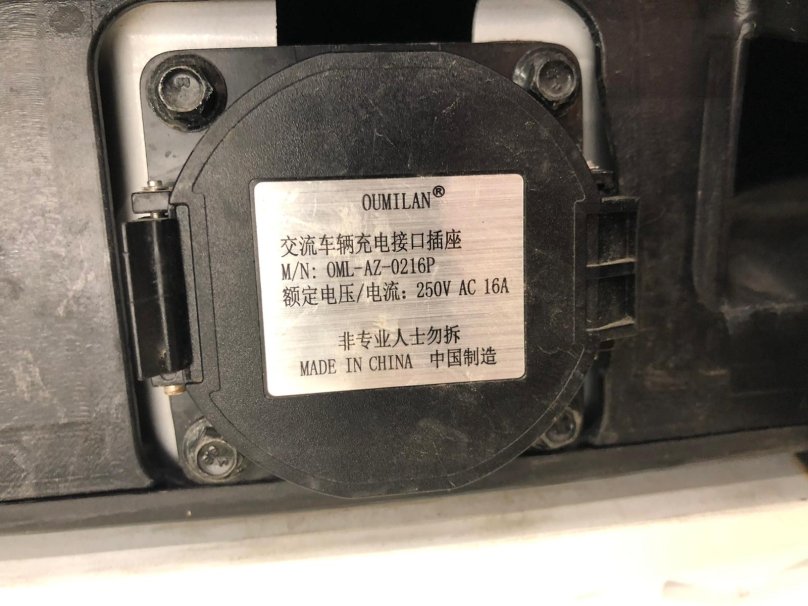 OUMILAN®
交流车辆充电接口插座
M/N: OML-AZ-0216P
额定电压/电流: 250V AC 16A
非专业人士勿拆
MADE IN CHINA 中国制造